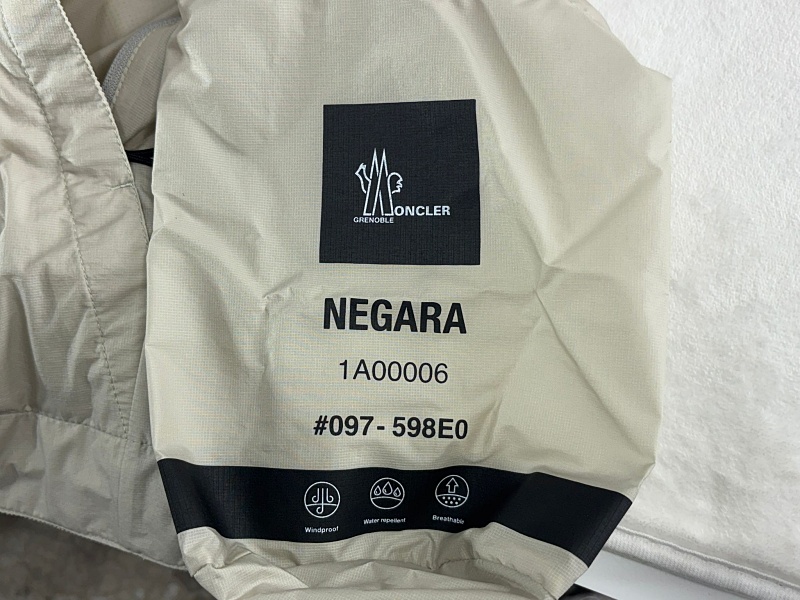 MONCLER
GRENOBLE
NEGARA
1A00006
#097-598E0
Windproof
Water repellent
Breathable